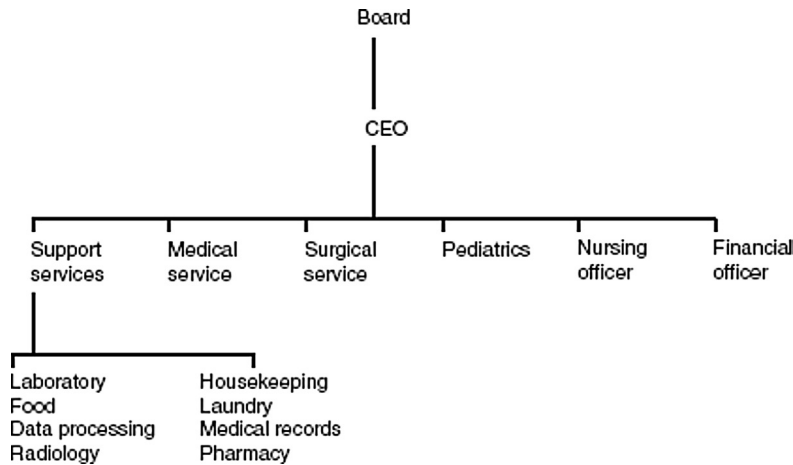 Board
CEO
Support
services
Medical
service
Surgical
service
Pediatrics
Nursing
officer
Financial
officer
Laboratory
Food
Data processing
Radiology
Housekeeping
Laundry
Medical records
Pharmacy